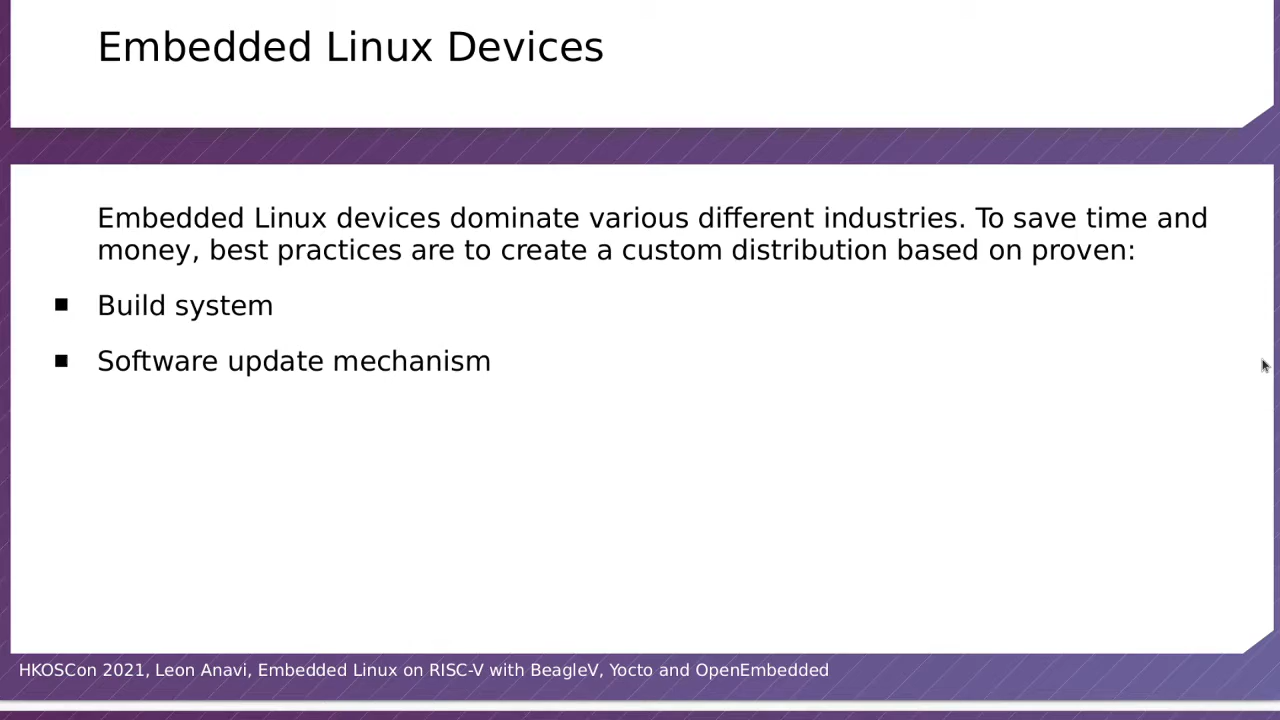 Embedded Linux Devices
Embedded Linux devices dominate various different industries. To save time and
money, best practices are to create a custom distribution based on proven:
■ Build system
■ Software update mechanism
HKOSCon 2021, Leon Anavi, Embedded Linux on RISC-V with BeagleV, Yocto and OpenEmbedded